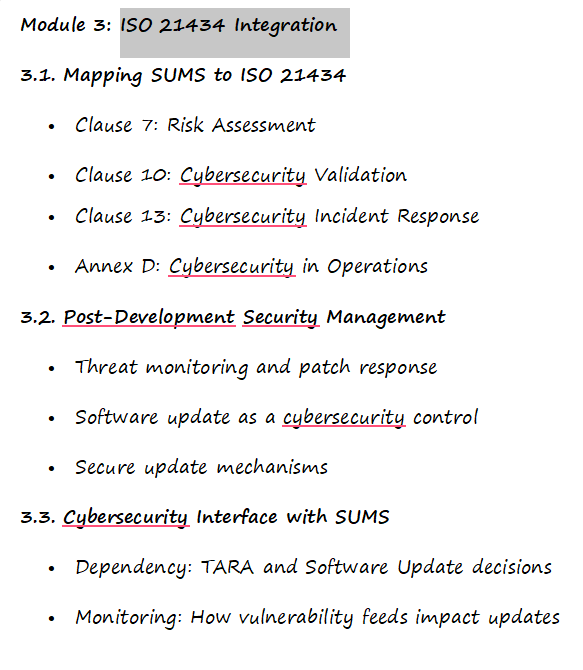 Module 3: ISO 21434 Integration
3.1. Mapping SUMS to ISO 21434
• Clause 7: Risk Assessment
• Clause 10: Cybersecurity Validation
• Clause 13: Cybersecurity Incident Response
• Annex D: Cybersecurity in Operations
3.2. Post-Development Security Management
• Threat monitoring and patch response
• Software update as a cybersecurity control
• Secure update mechanisms
3.3. Cybersecurity Interface with SUMS
• Dependency: TARA and Software Update decisions
• Monitoring: How vulnerability feeds impact updates